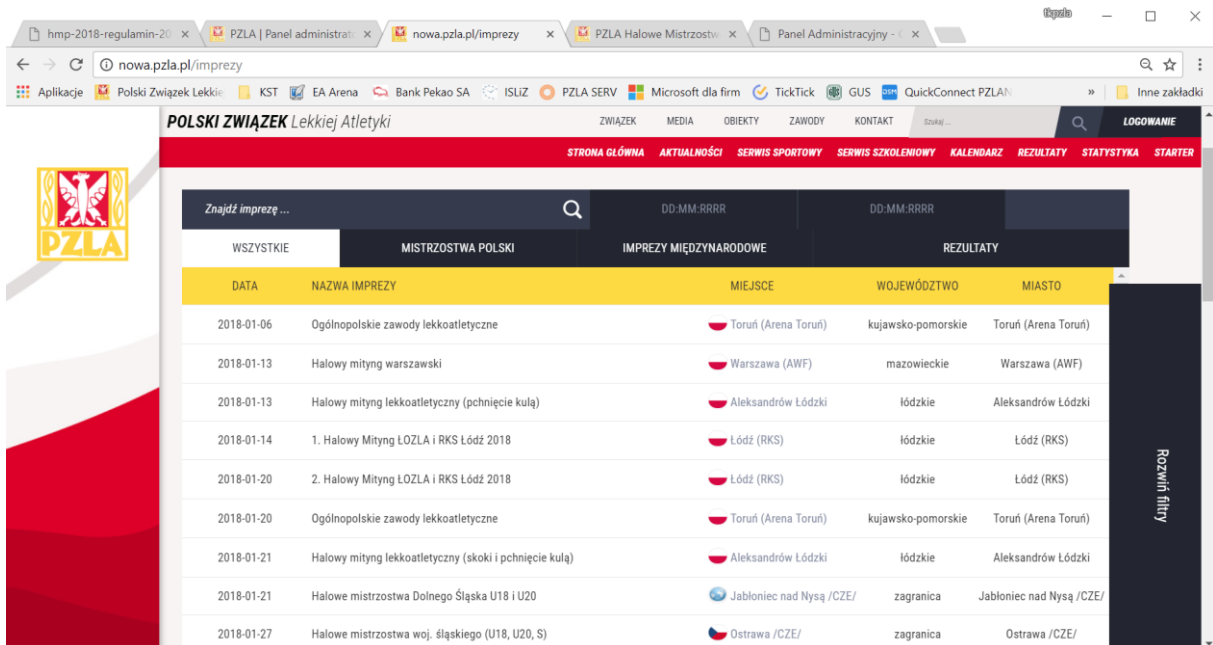 tkpzla
hmp-2018-regulamin-20
PZLA | Panel administrat
nowa.pzla.pl/imprezy
PZLA Halowe Mistrzostw
Panel Administracyjny -
nowa.pzla.pl/imprezy
Aplikacje Polski Związek Lekkie KST EA Arena Bank Pekao SA ISLiZ PZLA SERV Microsoft dla firm TickTick GUS QuickConnect PZLAN » Inne zakładki
POLSKI ZWIĄZEK Lekkiej Atletyki ZWIĄZEK MEDIA OBIEKTY ZAWODY KONTAKT Szukaj ... LOGOWANIE
STRONA GŁÓWNA AKTUALNOŚCI SERWIS SPORTOWY SERWIS SZKOLENIOWY KALENDARZ REZULTATY STATYSTYKA STARTER
PZLA
Znajdź imprezę ... DD:MM:RRRR DD:MM:RRRR
WSZYSTKIE MISTRZOSTWA POLSKI IMPREZY MIĘDZYNARODOWE REZULTATY
DATA NAZWA IMPREZY MIEJSCE WOJEWÓDZTWO MIASTO
2018-01-06 Ogólnopolskie zawody lekkoatletyczne Toruń (Arena Toruń) kujawsko-pomorskie Toruń (Arena Toruń)
2018-01-13 Halowy mityng warszawski Warszawa (AWF) mazowieckie Warszawa (AWF)
2018-01-13 Halowy mityng lekkoatletyczny (pchnięcie kulą) Aleksandrów Łódzki łódzkie Aleksandrów Łódzki
2018-01-14 1. Halowy Mityng ŁOZLA i RKS Łódź 2018 Łódź (RKS) łódzkie Łódź (RKS)
2018-01-20 2. Halowy Mityng ŁOZLA i RKS Łódź 2018 Łódź (RKS) łódzkie Łódź (RKS)
2018-01-20 Ogólnopolskie zawody lekkoatletyczne Toruń (Arena Toruń) kujawsko-pomorskie Toruń (Arena Toruń)
2018-01-21 Halowy mityng lekkoatletyczny (skoki i pchnięcie kulą) Aleksandrów Łódzki łódzkie Aleksandrów Łódzki
2018-01-21 Halowe mistrzostwa Dolnego Śląska U18 i U20 Jabłoniec nad Nysą /CZE/ zagranica Jabłoniec nad Nysą /CZE/
2018-01-27 Halowe mistrzostwa woj. śląskiego (U18, U20, S) Ostrawa /CZE/ zagranica Ostrawa /CZE/
Rozwiń filtry